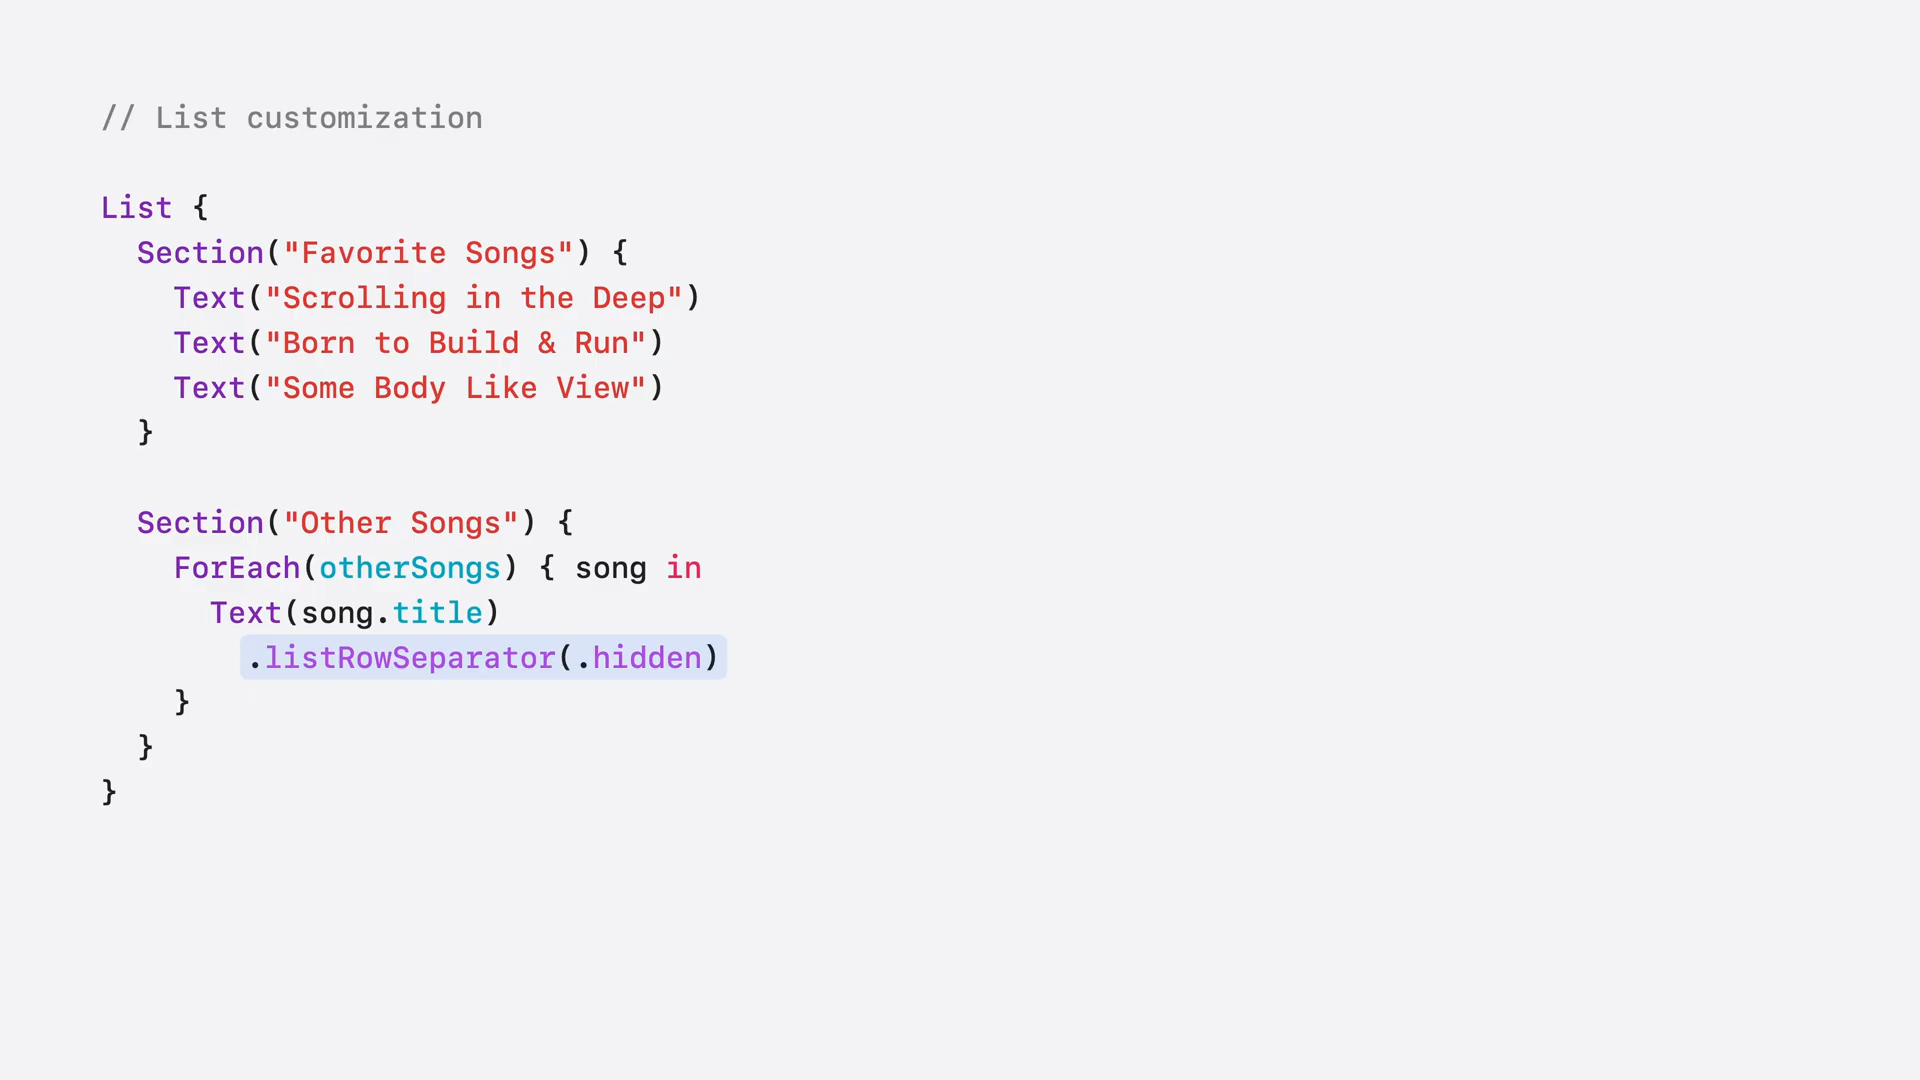 // List customization
List {
Section("Favorite Songs") {
Text("Scrolling in the Deep")
Text("Born to Build & Run")
Text("Some Body Like View")
}
Section("Other Songs") {
ForEach(otherSongs) { song in
Text(song.title)
.listRowSeparator(.hidden)
}
}
}